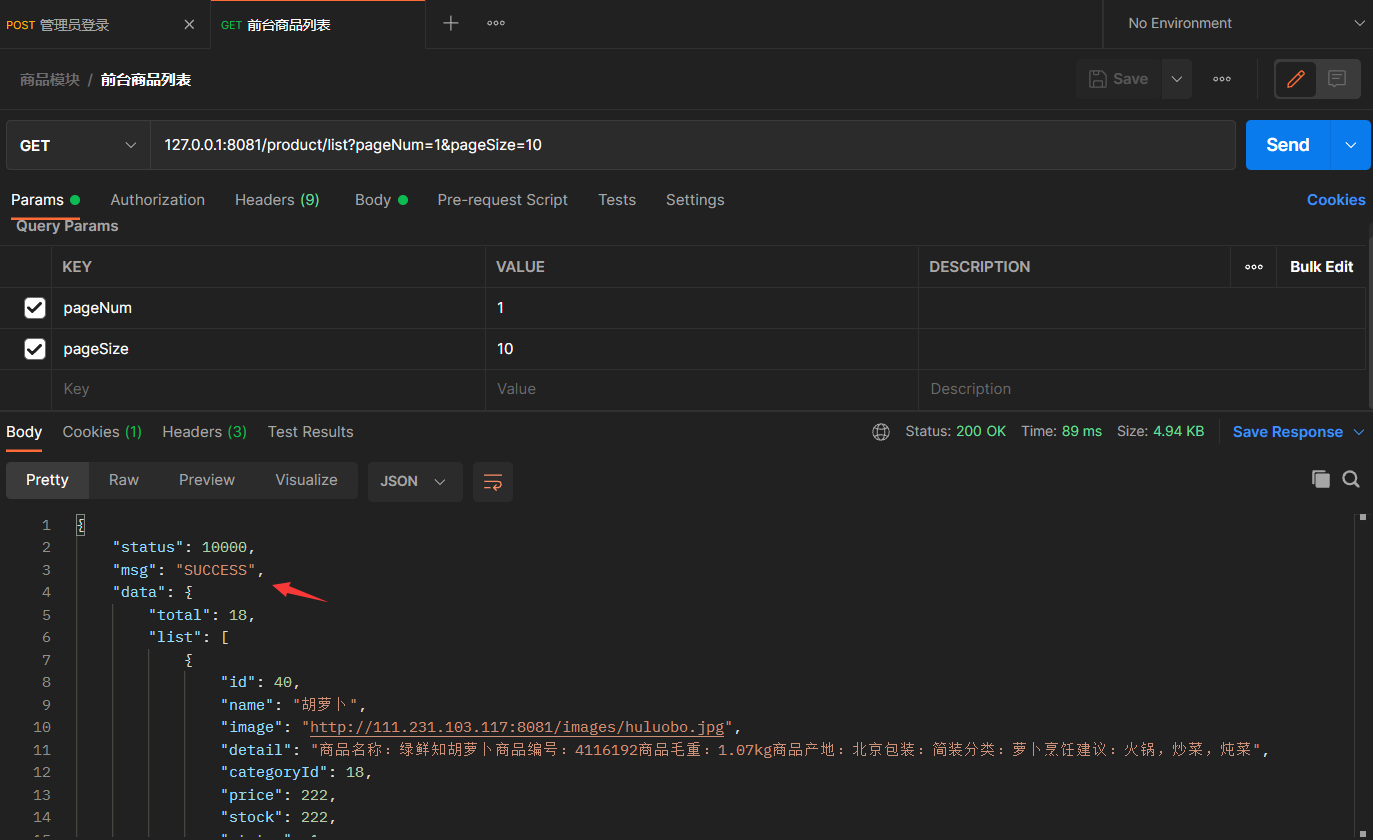 POST 管理员登录
GET 前台商品列表
No Environment
商品模块 / 前台商品列表
Save
GET
127.0.0.1:8081/product/list?pageNum=1&pageSize=10
Send
Params
Authorization
Headers (9)
Body
Pre-request Script
Tests
Settings
Cookies
Query Params
KEY VALUE DESCRIPTION Bulk Edit
pageNum 1
pageSize 10
Key Value Description
Body
Cookies (1)
Headers (3)
Test Results
Status: 200 OK Time: 89 ms Size: 4.94 KB
Save Response
Pretty Raw Preview Visualize JSON
1 {
2 "status": 10000,
3 "msg": "SUCCESS",
4 "data": {
5 "total": 18,
6 "list": [
7 {
8 "id": 40,
9 "name": "胡萝卜",
10 "image": "http://111.231.103.117:8081/images/huluobo.jpg",
11 "detail": "商品名称：绿鲜知胡萝卜商品编号：4116192商品毛重：1.07kg商品产地：北京包装：简装分类：萝卜烹饪建议：火锅，炒菜，炖菜",
12 "categoryId": 18,
13 "price": 222,
14 "stock": 222,